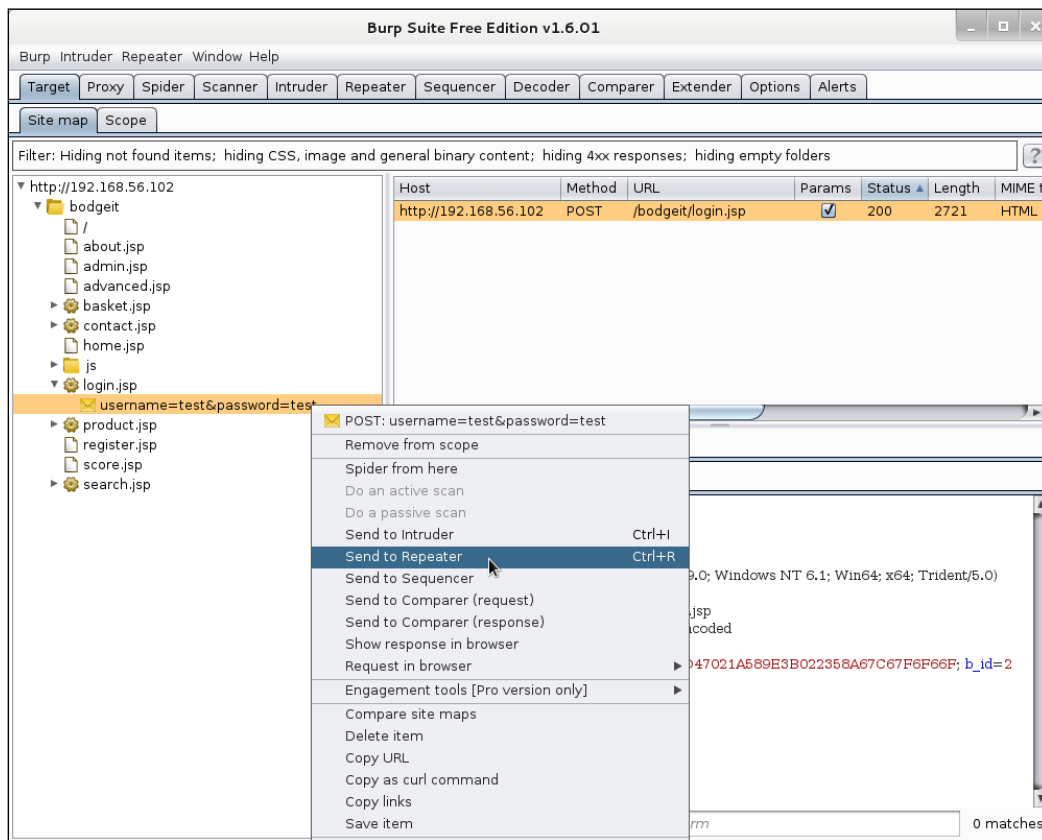 Burp Suite Free Edition v1.6.01
Burp Intruder Repeater Window Help
Target Proxy Spider Scanner Intruder Repeater Sequencer Decoder Comparer Extender Options Alerts
Site map Scope
Filter: Hiding not found items; hiding CSS, image and general binary content; hiding 4xx responses; hiding empty folders ?
http://192.168.56.102
bodgeit
/
about.jsp
admin.jsp
advanced.jsp
basket.jsp
contact.jsp
home.jsp
js
login.jsp
username=test&password=test
product.jsp
register.jsp
score.jsp
search.jsp
Host Method URL Params Status Length MIME t
http://192.168.56.102 POST /bodgeit/login.jsp 200 2721 HTML
POST: username=test&password=test
Remove from scope
Spider from here
Do an active scan
Do a passive scan
Send to Intruder Ctrl+I
Send to Repeater Ctrl+R
Send to Sequencer
Send to Comparer (request)
Send to Comparer (response)
Show response in browser
Request in browser
Engagement tools [Pro version only]
Compare site maps
Delete item
Copy URL
Copy as curl command
Copy links
Save item
9.0; Windows NT 6.1; Win64; x64; Trident/5.0)
.jsp
coded
D47021A589E3B022358A67C67F6F66F; b_id=2
rm
0 matches